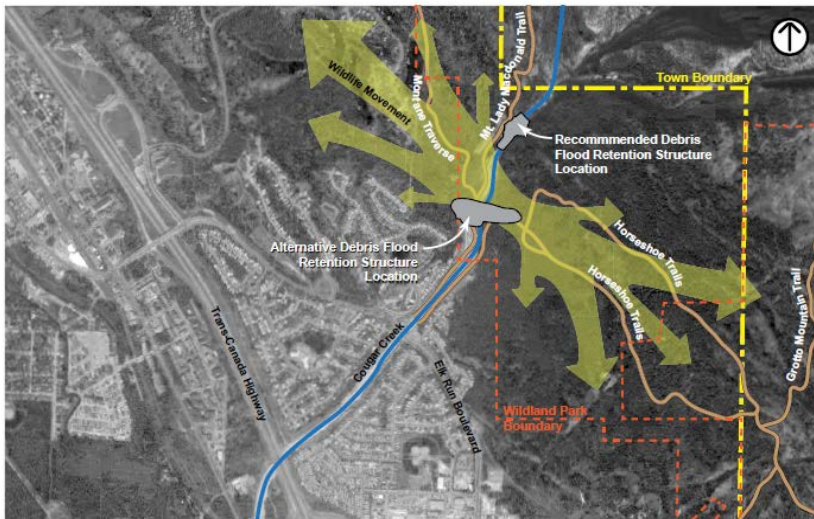 Town Boundary
Mt. Lady Macdonald Trail
Montane Traverse
Wildlife Movement
Recommmended Debris
Flood Retention Structure
Location
Alternative Debris Flood
Retention Structure
Location
Horseshoe Trails
Horseshoe Trails
Grotto Mountain Trail
Trans-Canada Highway
Cougar Creek
Elk Run Boulevard
Wildland Park
Boundary